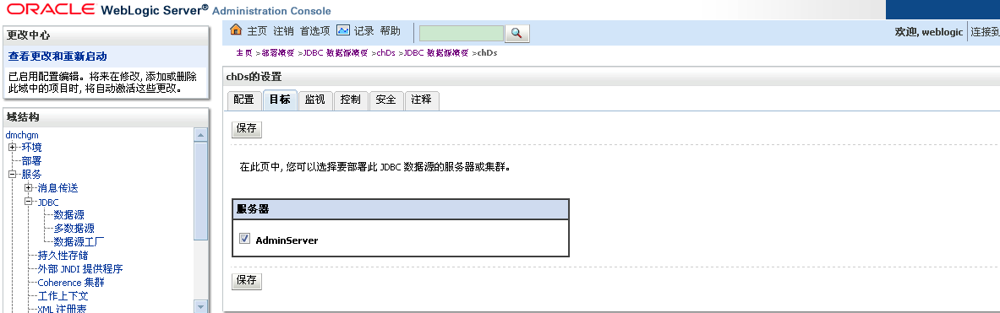 ORACLE WebLogic Server® Administration Console
更改中心
查看更改和重新启动
已启用配置编辑。将来在修改, 添加或删除
此域中的项目时, 将自动激活这些更改。
域结构
dmchgm
环境
部署
服务
消息传送
JDBC
数据源
多数据源
数据源工厂
持久性存储
外部 JNDI 提供程序
Coherence 集群
工作上下文
XML 注册表
主页 注销 首选项 记录 帮助
欢迎, weblogic 连接到
主页 >部署概要 >JDBC 数据源概要 >chDs >JDBC 数据源概要 >chDs
chDs的设置
配置 目标 监视 控制 安全 注释
保存
在此页中, 您可以选择要部署此 JDBC 数据源的服务器或集群。
服务器
AdminServer
保存